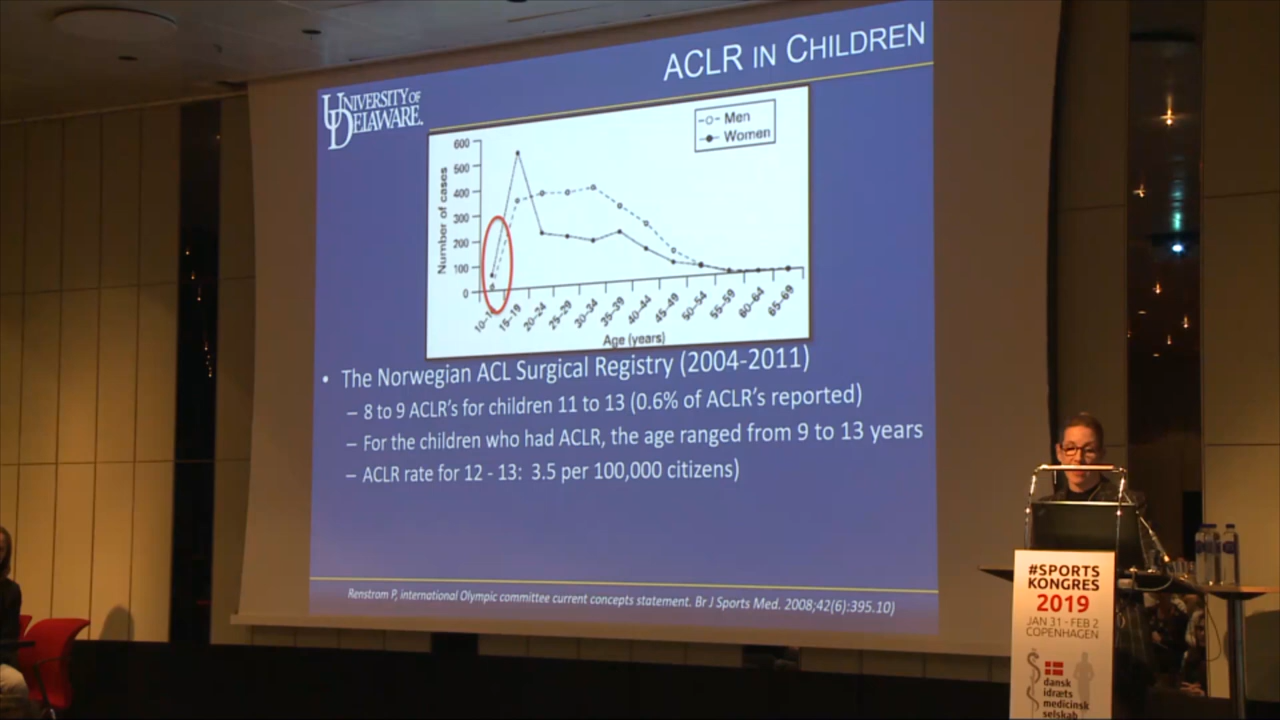 ACLR IN CHILDREN
UNIVERSITY OF
DELAWARE.
-o- Men
Women
Number of cases
600
500
400
300
200
100
0
15–19
20–24
25–29
30–34
35–39
40–44
45–49
50–54
55–59
60–64
65–69
Age (years)
• The Norwegian ACL Surgical Registry (2004-2011)
– 8 to 9 ACLR's for children 11 to 13 (0.6% of ACLR's reported)
– For the children who had ACLR, the age ranged from 9 to 13 years
– ACLR rate for 12 - 13: 3.5 per 100,000 citizens)
Renstrom P, international Olympic committee current concepts statement. Br J Sports Med. 2008;42(6):395.10)
#SPORTS
KONGRES
2019
JAN 31 - FEB 2
COPENHAGEN
dansk
idræts
medicinsk
selskab